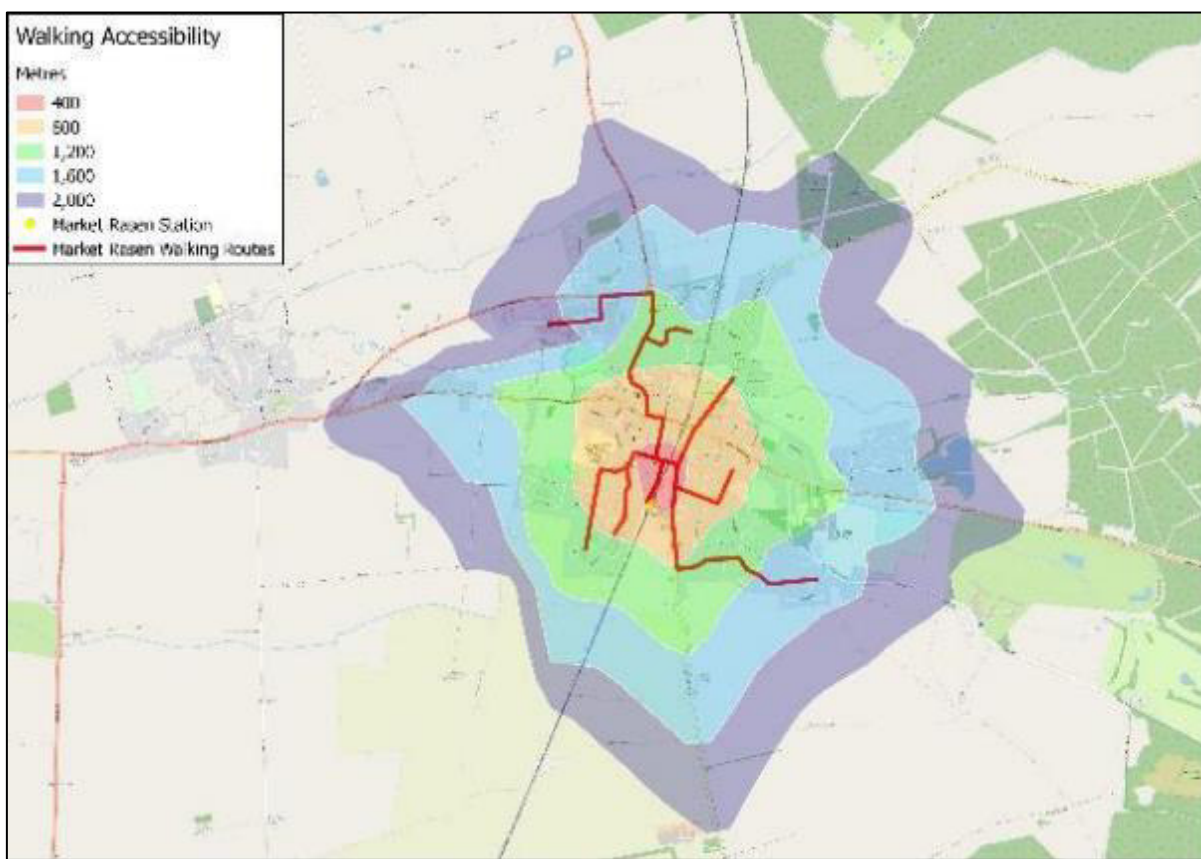 Walking Accessibility
Metres
400
800
1,200
1,600
2,000
Market Rasen Station
Market Rasen Walking Routes